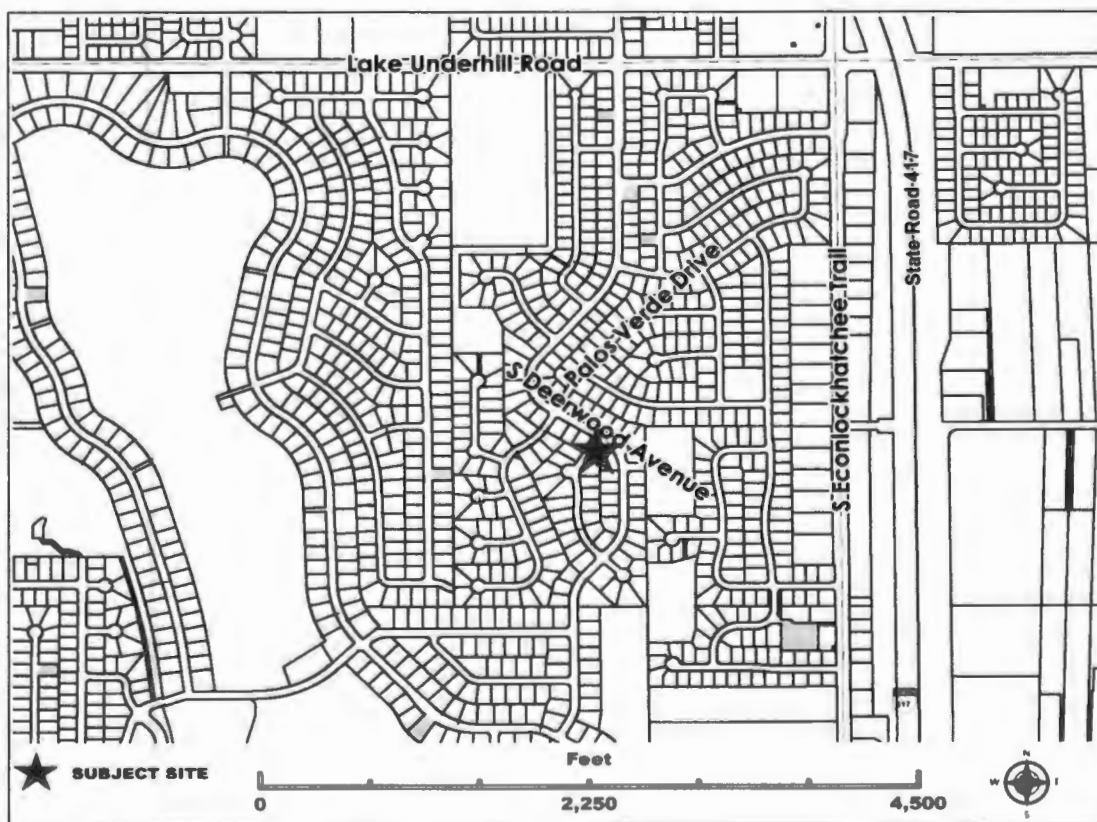 Lake Underhill Road
State Road 417
Palos Verde Drive
S Econlockhatchee Trail
S Deerwood Avenue
SUBJECT SITE
Feet
0 2,250 4,500
N
W
S